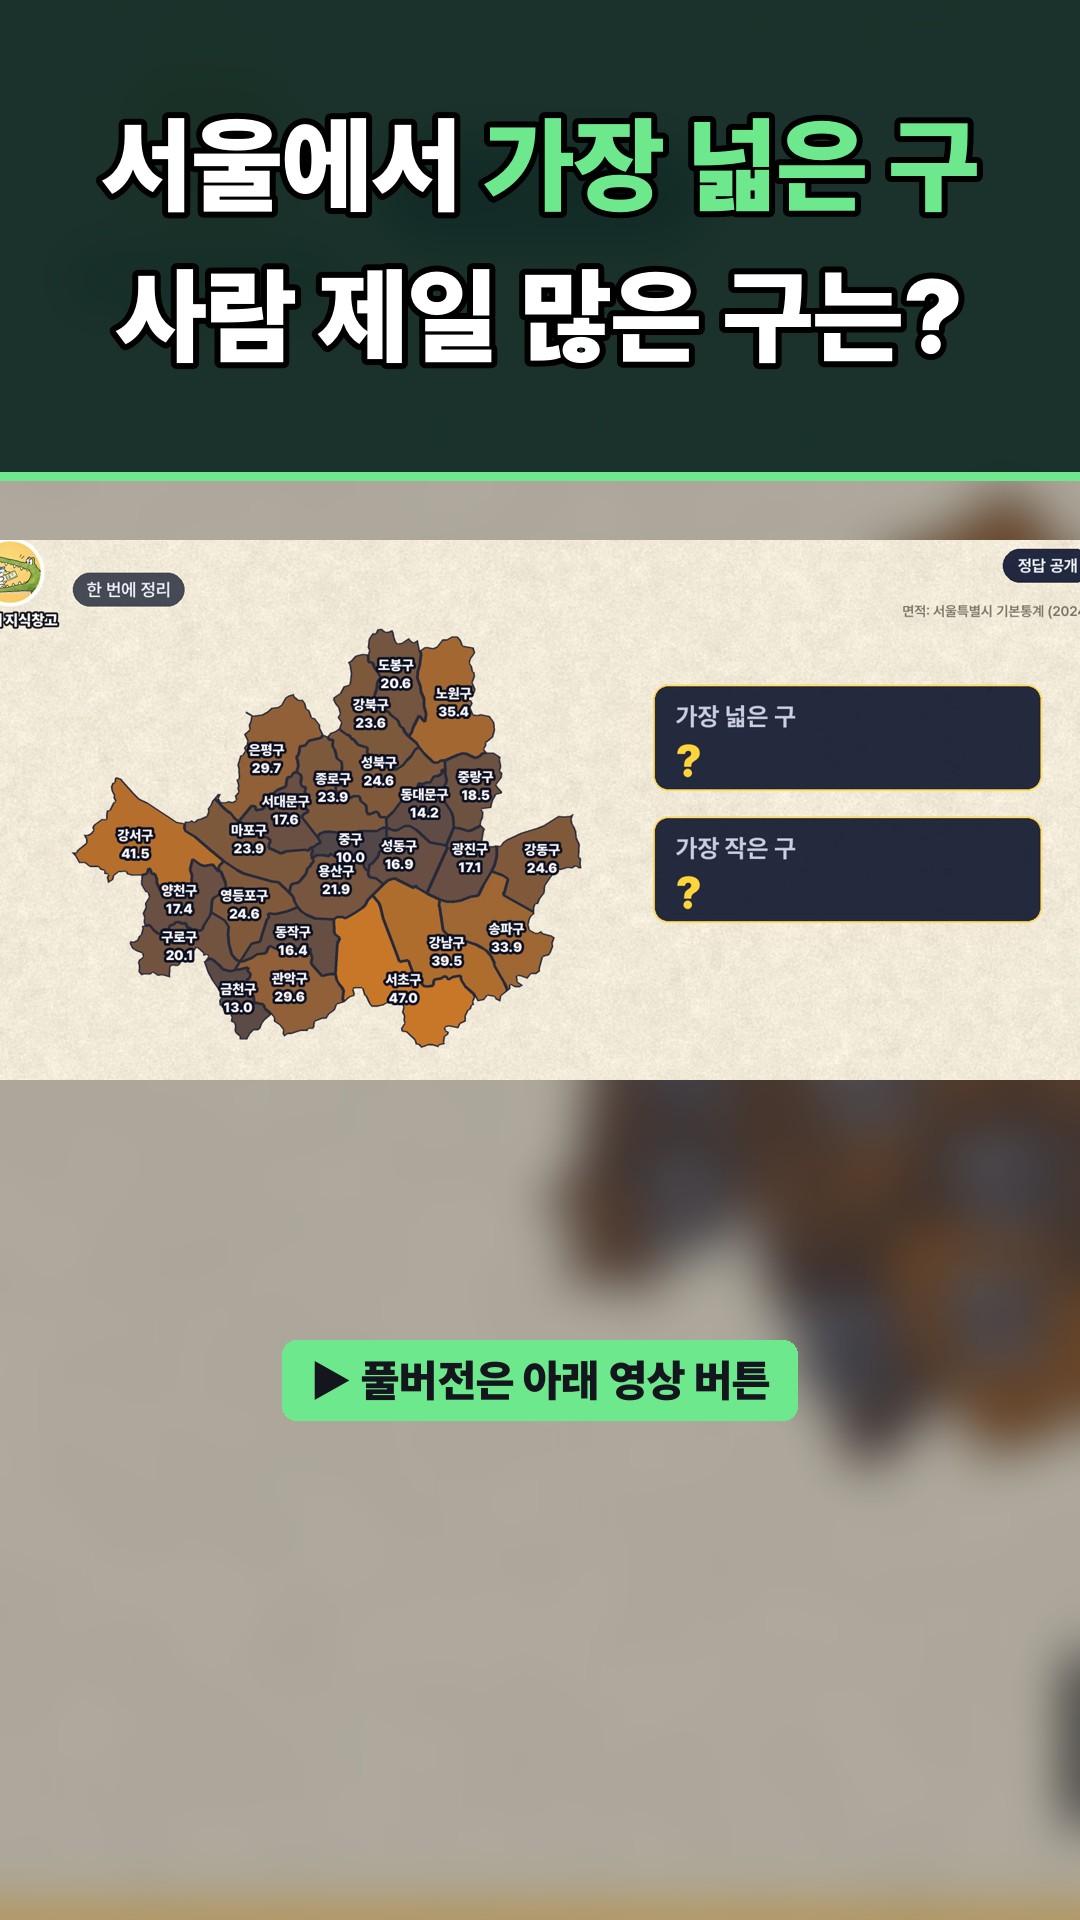 서울에서 가장 넓은 구
사람 제일 많은 구는?
지식창고
한 번에 정리
정답 공개
면적: 서울특별시 기본통계 (202
도봉구
20.6
노원구
35.4
강북구
23.6
은평구
29.7
성북구
24.6
종로구
23.9
중랑구
18.5
동대문구
14.2
서대문구
17.6
강서구
41.5
마포구
23.9
중구
10.0
성동구
16.9
광진구
17.1
강동구
24.6
용산구
21.9
양천구
17.4
영등포구
24.6
구로구
20.1
동작구
16.4
강남구
39.5
송파구
33.9
금천구
13.0
관악구
29.6
서초구
47.0
가장 넓은 구
?
가장 작은 구
?
▶ 풀버전은 아래 영상 버튼